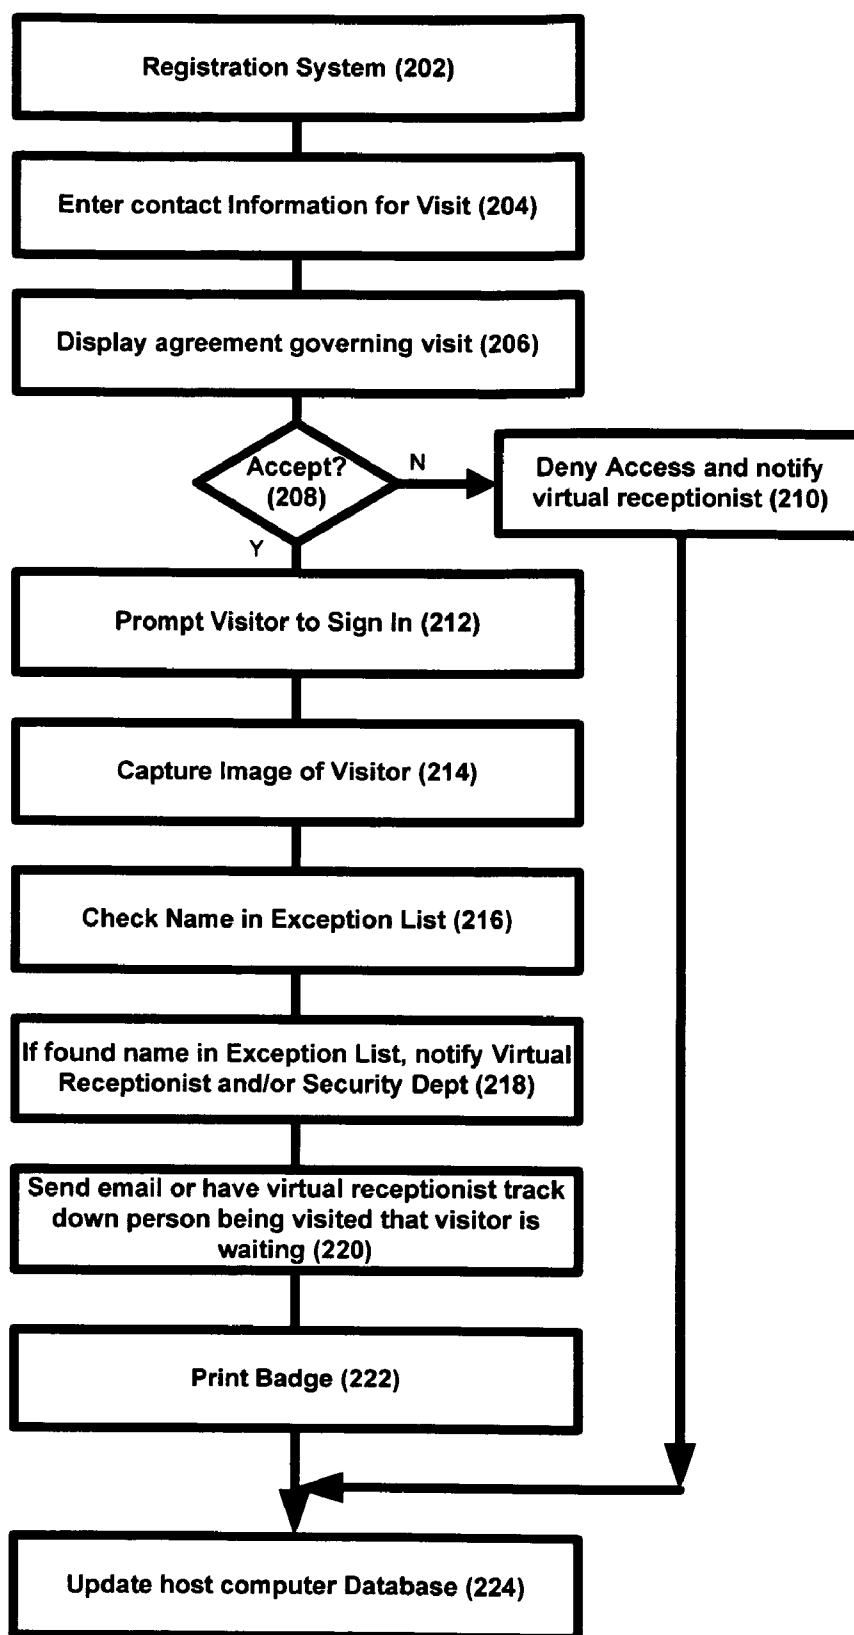 Registration System (202)
Enter contact Information for Visit (204)
Display agreement governing visit (206)
Accept?
(208)
N
Deny Access and notify
virtual receptionist (210)
Y
Prompt Visitor to Sign In (212)
Capture Image of Visitor (214)
Check Name in Exception List (216)
If found name in Exception List, notify Virtual
Receptionist and/or Security Dept (218)
Send email or have virtual receptionist track
down person being visited that visitor is
waiting (220)
Print Badge (222)
Update host computer Database (224)